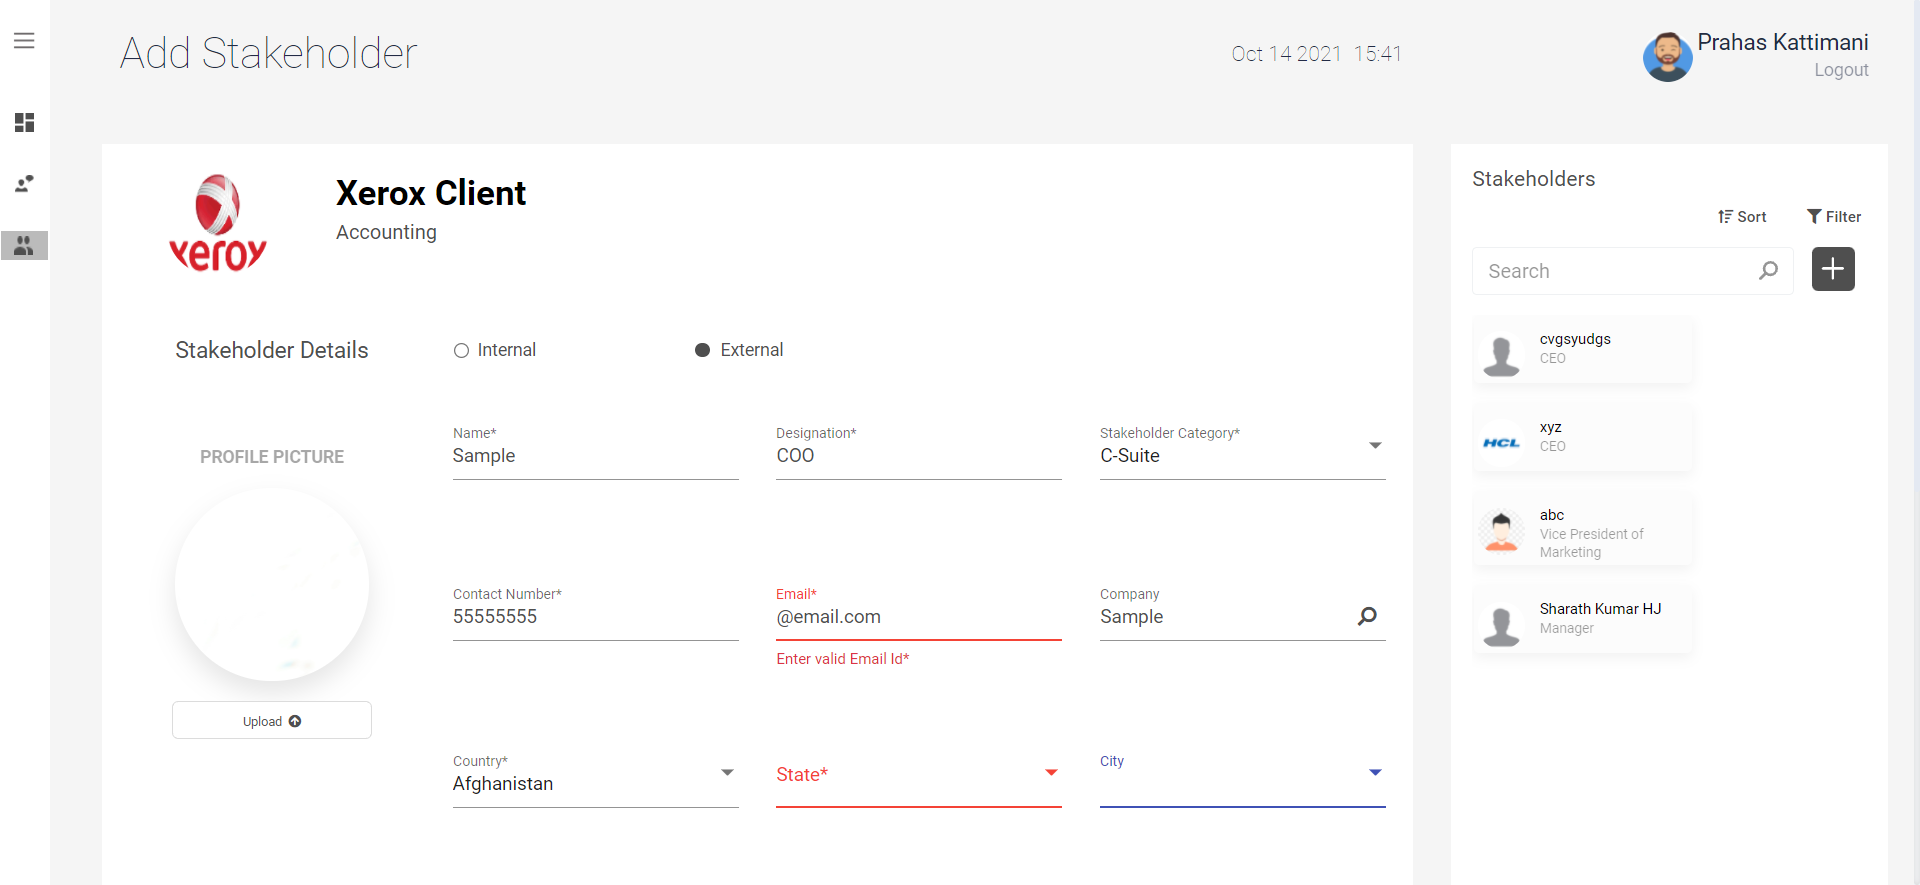 Add Stakeholder
Oct 14 2021 15:41
Prahas Kattimani
Logout
xeroy
Xerox Client
Accounting
Stakeholder Details
Internal
External
PROFILE PICTURE
Upload
Name*
Sample
Designation*
COO
Stakeholder Category*
C-Suite
Contact Number*
55555555
Email*
@email.com
Enter valid Email Id*
Company
Sample
Country*
Afghanistan
State*
City
Stakeholders
Sort
Filter
Search
cvgsyudgs
CEO
HCL
xyz
CEO
abc
Vice President of
Marketing
Sharath Kumar HJ
Manager